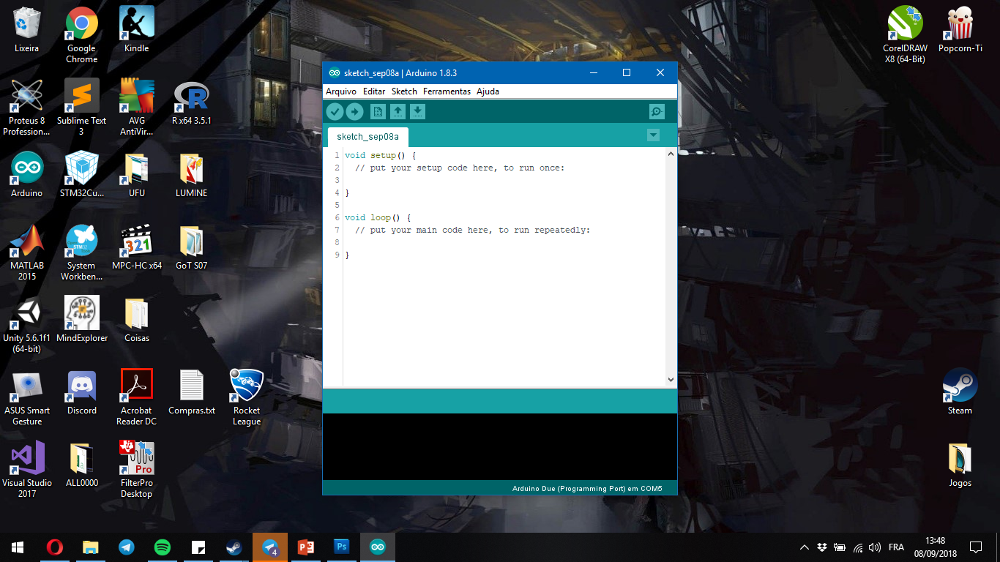 Lixeira
Google Chrome
Kindle
CorelDRAW X8 (64-Bit)
Popcorn-Ti
Proteus 8 Profession...
Sublime Text 3
AVG AntiVir...
R x64 3.5.1
Arduino
STM32Cu...
UFU
LUMINE
MATLAB 2015
System Workben...
MPC-HC x64
GoT S07
Unity 5.6.1f1 (64-bit)
MindExplorer
Coisas
ASUS Smart Gesture
Discord
Acrobat Reader DC
Compras.txt
Rocket League
Steam
Visual Studio 2017
ALL0000
FilterPro Desktop
Jogos
sketch_sep08a | Arduino 1.8.3
Arquivo Editar Sketch Ferramentas Ajuda
sketch_sep08a
1 void setup() {
2 // put your setup code here, to run once:
3
4 }
5
6 void loop() {
7 // put your main code here, to run repeatedly:
8
9 }
Arduino Due (Programming Port) em COM5
321
Pro
4
Ps
FRA
13:48
08/09/2018